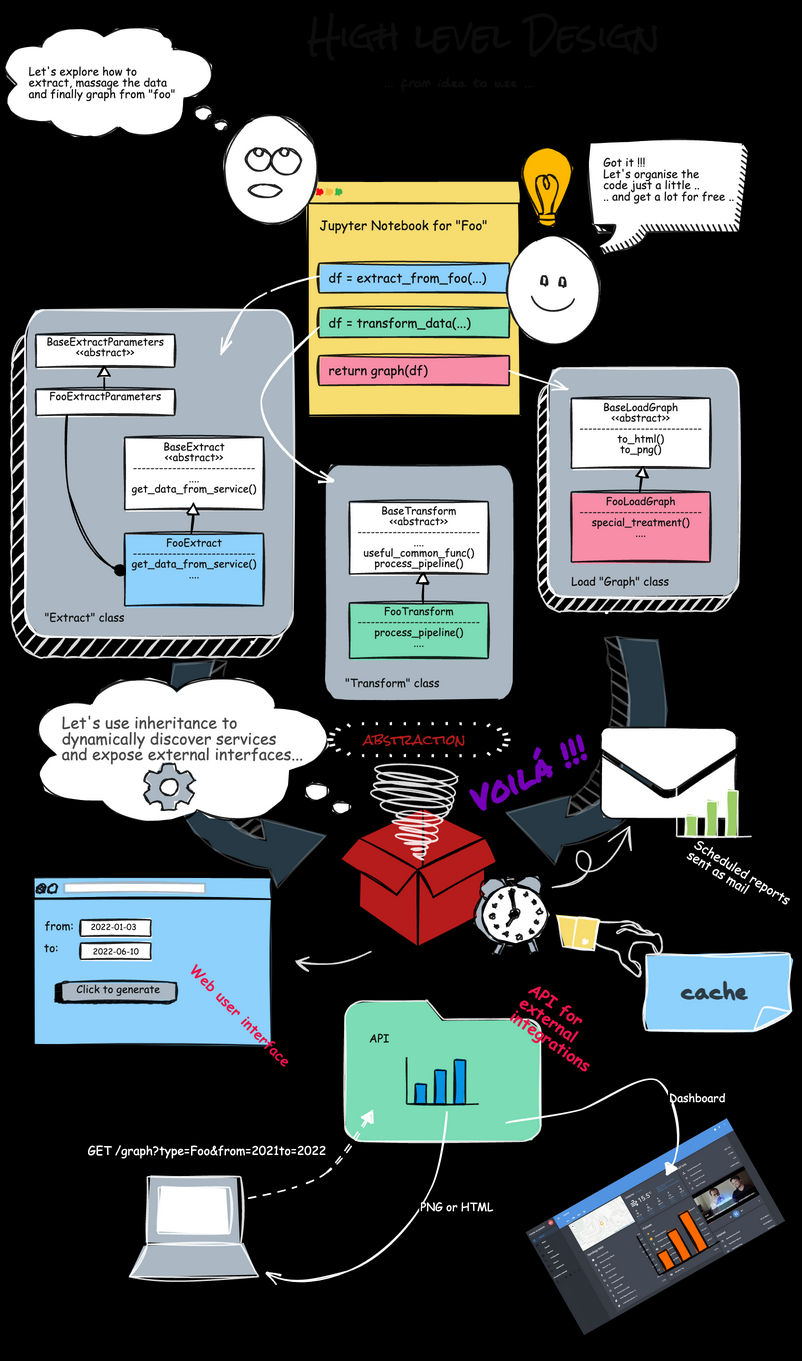 High level Design
.. from idea to use ..
Let's explore how to
extract, massage the data
and finally graph from "foo"
Got it !!!
Let's organise the
code just a little ..
.. and get a lot for free ..
Jupyter Notebook for "Foo"
df = extract_from_foo(...)
df = transform_data(...)
return graph(df)
BaseExtractParameters
<<abstract>>
FooExtractParameters
BaseExtract
<<abstract>>
....
get_data_from_service()
FooExtract
get_data_from_service()
....
"Extract" class
BaseTransform
<<abstract>>
....
useful_common_func()
process_pipeline()
FooTransform
process_pipeline()
....
"Transform" class
BaseLoadGraph
<<abstract>>
to_html()
to_png()
FooLoadGraph
special_treatment()
....
Load "Graph" class
Let's use inheritance to
dynamically discover services
and expose external interfaces...
ABSTRACTION
VOILÁ !!!
Scheduled reports
sent as mail
from:
2022-01-03
to:
2022-06-10
Click to generate
Web user interface
cache
API for
external
integrations
API
Dashboard
GET /graph?type=Foo&from=2021to=2022
PNG or HTML
15.5°